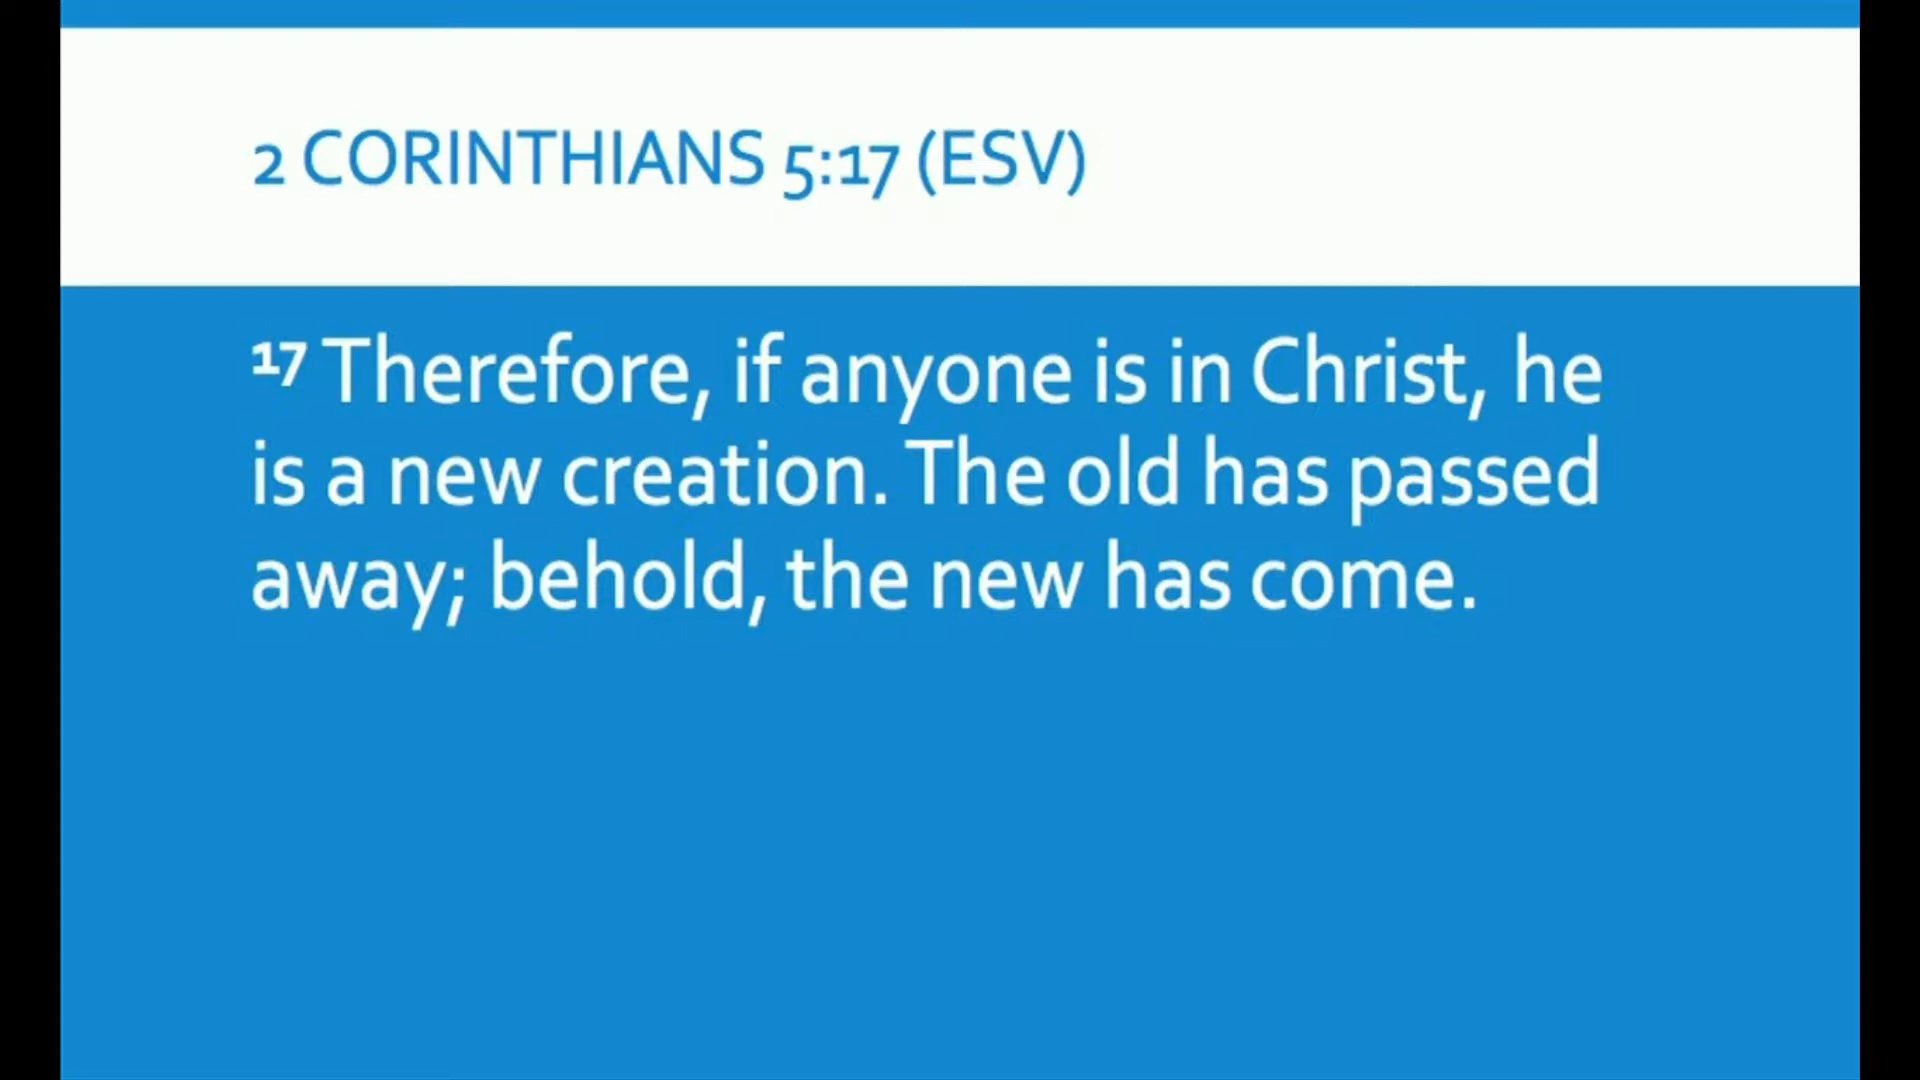 2 CORINTHIANS 5:17 (ESV)
17 Therefore, if anyone is in Christ, he
is a new creation. The old has passed
away; behold, the new has come.